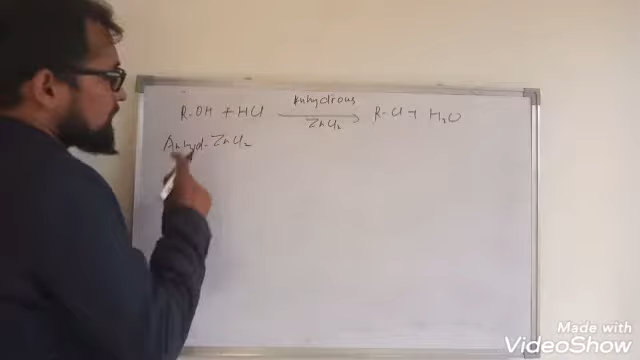 R-OH + HCl anhydrous ZnCl2 → R-Cl + H2O
Anhyd. ZnCl2
Made with
VideoShow